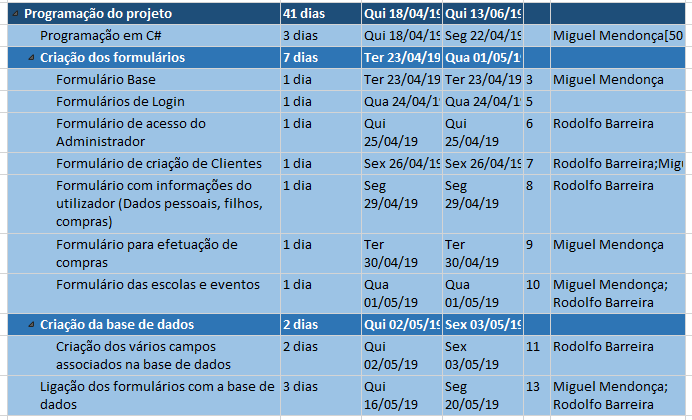 Programação do projeto 41 dias Qui 18/04/19 Qui 13/06/19
Programação em C# 3 dias Qui 18/04/19 Seg 22/04/19 Miguel Mendonça[50
Criação dos formulários 7 dias Ter 23/04/19 Qua 01/05/19
Formulário Base 1 dia Ter 23/04/19 Ter 23/04/19 3 Miguel Mendonça
Formulários de Login 1 dia Qua 24/04/19 Qua 24/04/19 5
Formulário de acesso do 1 dia Qui Qui 6 Rodolfo Barreira
Administrador 25/04/19 25/04/19
Formulário de criação de Clientes 1 dia Sex 26/04/19 Sex 26/04/19 7 Rodolfo Barreira;Migu
Formulário com informações do 1 dia Seg Seg 8 Rodolfo Barreira
utilizador (Dados pessoais, filhos, 29/04/19 29/04/19
compras)
Formulário para efetuação de 1 dia Ter Ter 9 Miguel Mendonça
compras 30/04/19 30/04/19
Formulário das escolas e eventos 1 dia Qua Qua 10 Miguel Mendonça;
01/05/19 01/05/19 Rodolfo Barreira
Criação da base de dados 2 dias Qui 02/05/19 Sex 03/05/19
Criação dos vários campos 2 dias Qui Sex 11 Rodolfo Barreira
associados na base de dados 02/05/19 03/05/19
Ligação dos formulários com a base de 3 dias Qui Seg 13 Miguel Mendonça;
dados 16/05/19 20/05/19 Rodolfo Barreira